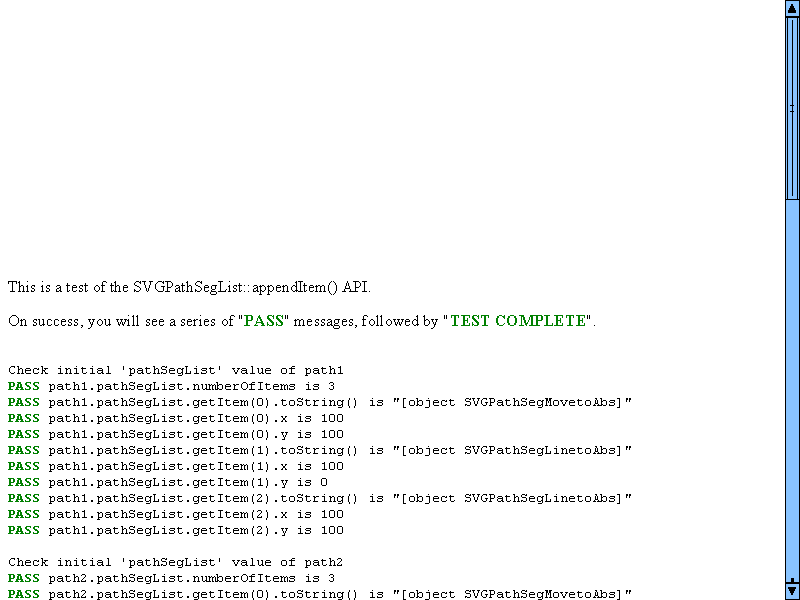 This is a test of the SVGPathSegList::appendItem() API.
On success, you will see a series of "PASS" messages, followed by "TEST COMPLETE".
Check initial 'pathSegList' value of path1
PASS path1.pathSegList.numberOfItems is 3
PASS path1.pathSegList.getItem(0).toString() is "[object SVGPathSegMovetoAbs]"
PASS path1.pathSegList.getItem(0).x is 100
PASS path1.pathSegList.getItem(0).y is 100
PASS path1.pathSegList.getItem(1).toString() is "[object SVGPathSegLinetoAbs]"
PASS path1.pathSegList.getItem(1).x is 100
PASS path1.pathSegList.getItem(1).y is 0
PASS path1.pathSegList.getItem(2).toString() is "[object SVGPathSegLinetoAbs]"
PASS path1.pathSegList.getItem(2).x is 100
PASS path1.pathSegList.getItem(2).y is 100
Check initial 'pathSegList' value of path2
PASS path2.pathSegList.numberOfItems is 3
PASS path2.pathSegList.getItem(0).toString() is "[object SVGPathSegMovetoAbs]"